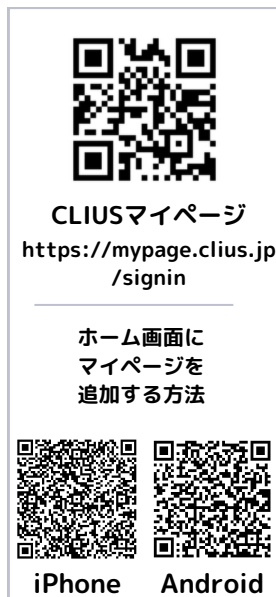 CLIUSマイページ
https://mypage.clius.jp
/signin
ホーム画面に
マイページを
追加する方法
iPhone
Android